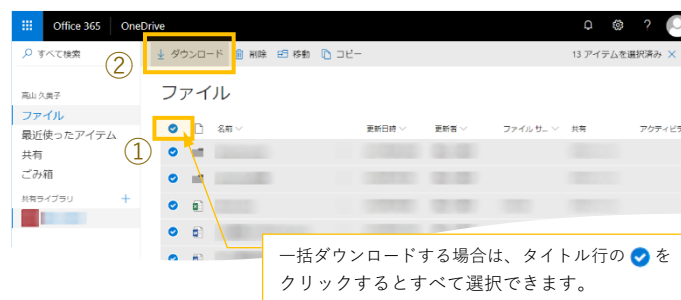 Office 365 OneDrive ?
すべて検索 ② ダウンロード 削除 移動 コピー 13 アイテムを選択済み ×
高山 久美子
ファイル
ファイル
最近使ったアイテム
共有
ごみ箱
共有ライブラリ +
①
名前 更新日時 更新者 ファイル サ... 共有 アクティビテ
一括ダウンロードする場合は、タイトル行の を
クリックするとすべて選択できます。